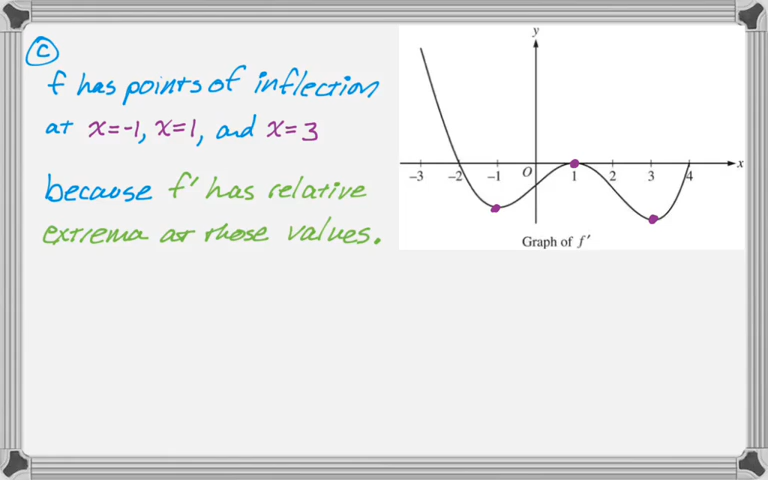 C
f has points of inflection
at x=-1, x=1, and x=3
because f' has relative
extrema at those values.
y
-3 -2 -1 O 1 2 3 4 x
Graph of f'